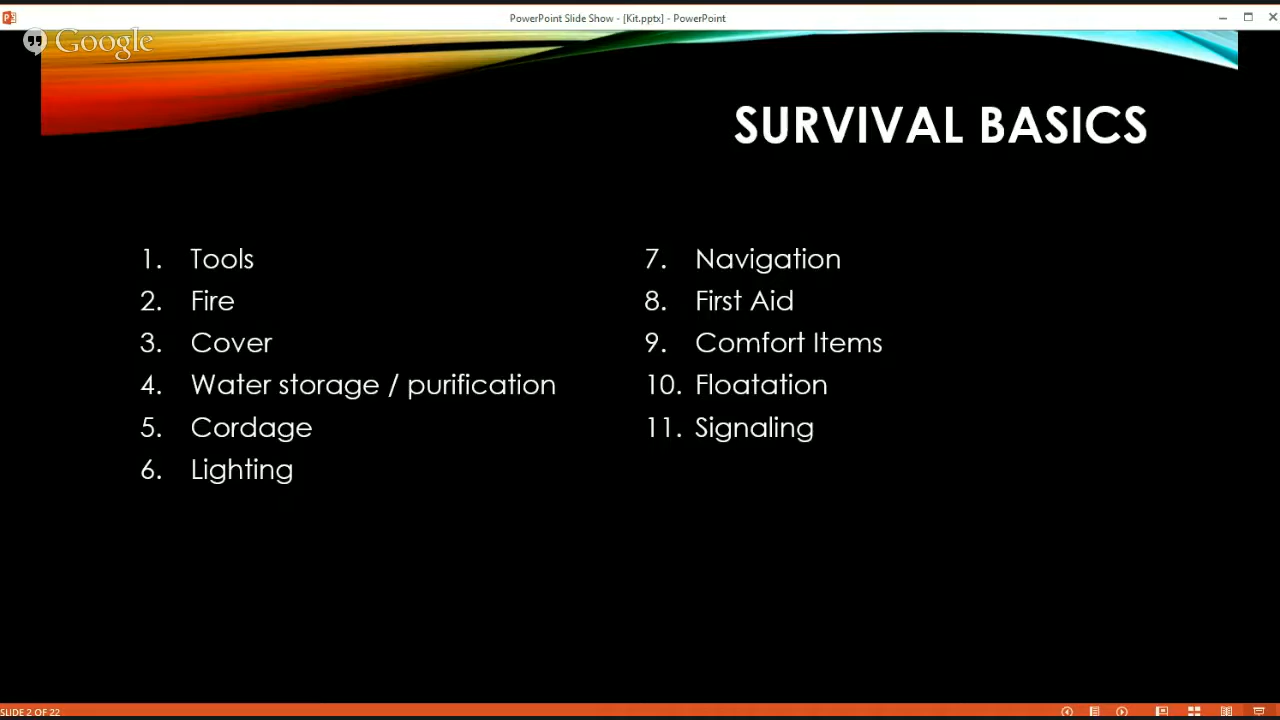 PowerPoint Slide Show - [Kit.pptx] - PowerPoint
Google
SURVIVAL BASICS
1. Tools
2. Fire
3. Cover
4. Water storage / purification
5. Cordage
6. Lighting
7. Navigation
8. First Aid
9. Comfort Items
10. Floatation
11. Signaling
SLIDE 2 OF 22